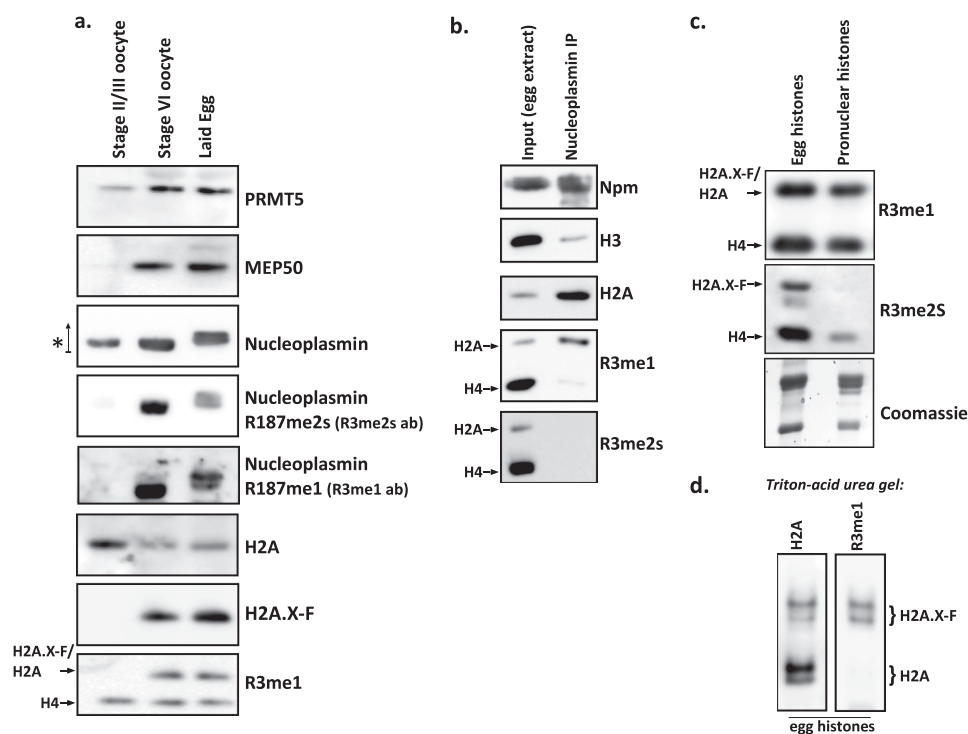 a.
Stage II/III oocyte
Stage VI oocyte
Laid Egg
PRMT5
MEP50
*
Nucleoplasmin
Nucleoplasmin
R187me2s (R3me2s ab)
Nucleoplasmin
R187me1 (R3me1 ab)
H2A
H2A.X-F
H2A.X-F/
H2A
H4
R3me1
b.
Input (egg extract)
Nucleoplasmin IP
Npm
H3
H2A
H2A
H4
R3me1
H2A
H4
R3me2s
c.
Egg histones
Pronuclear histones
H2A.X-F/
H2A
H4
R3me1
H2A.X-F
H4
R3me2S
Coomassie
d.
Triton-acid urea gel:
H2A
R3me1
} H2A.X-F
} H2A
egg histones